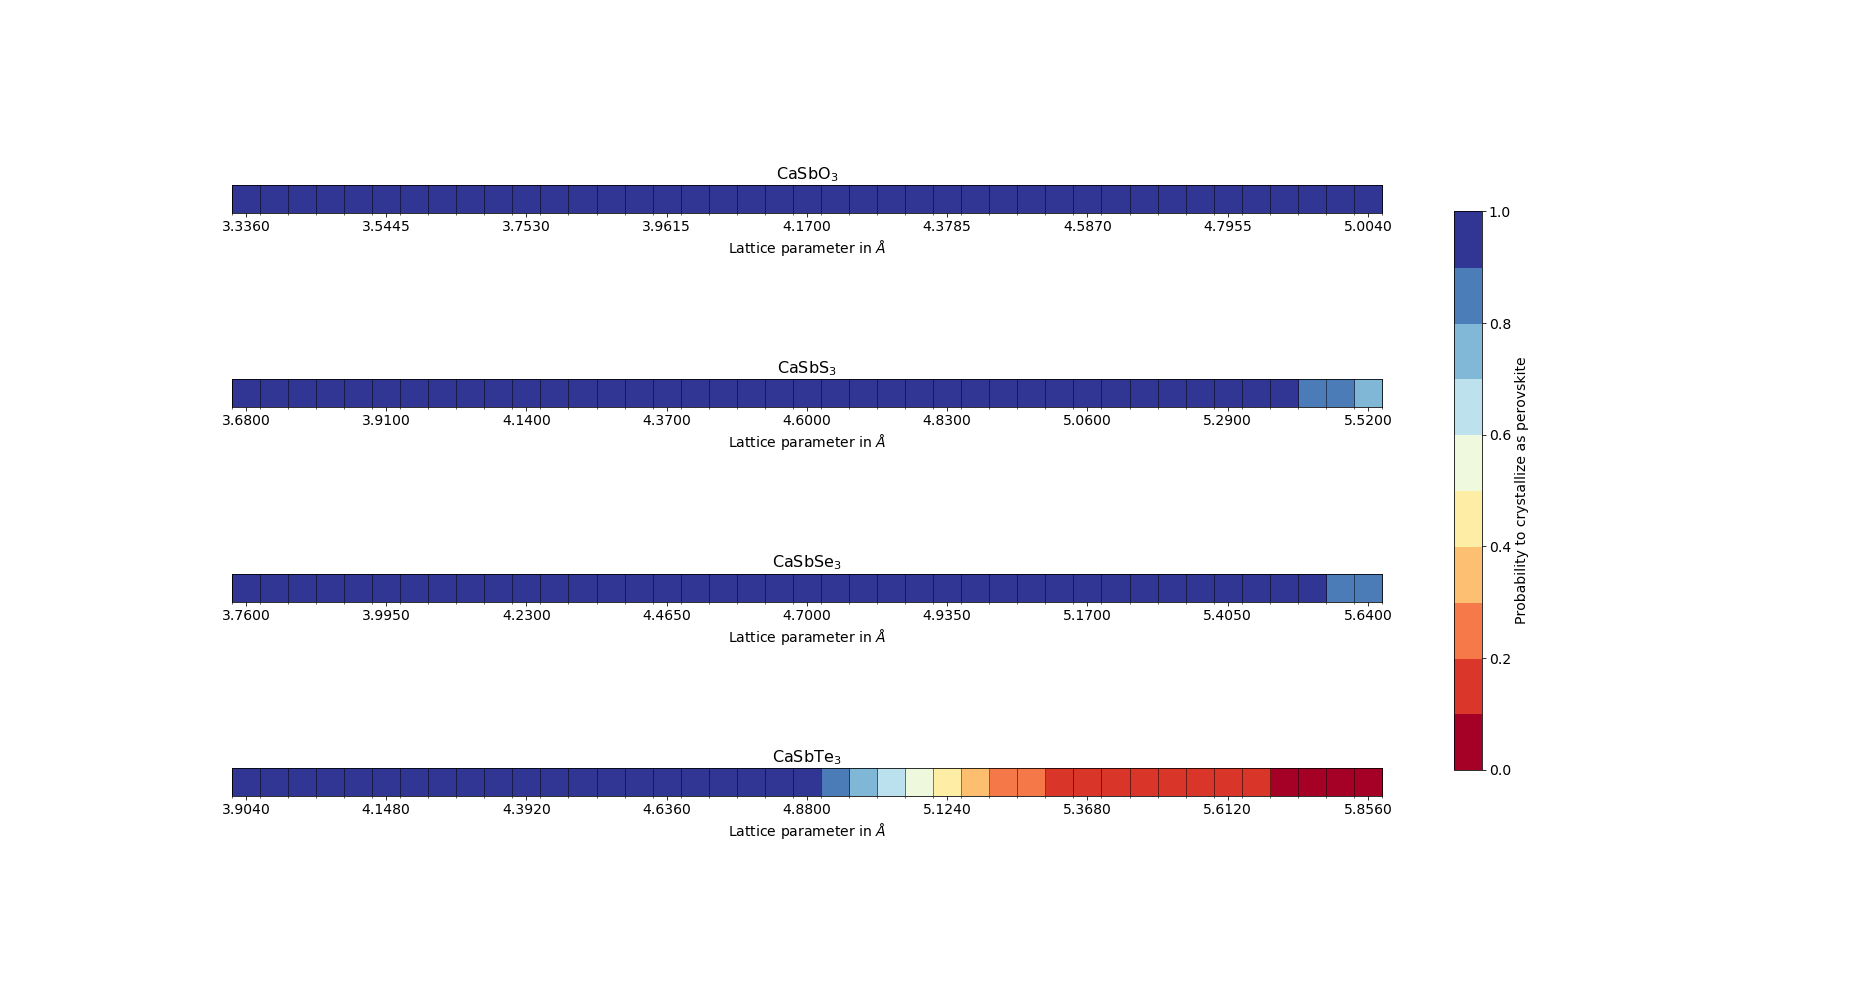 CaSbO₃
3.3360 3.5445 3.7530 3.9615 4.1700 4.3785 4.5870 4.7955 5.0040
Lattice parameter in Å
CaSbS₃
3.6800 3.9100 4.1400 4.3700 4.6000 4.8300 5.0600 5.2900 5.5200
Lattice parameter in Å
CaSbSe₃
3.7600 3.9950 4.2300 4.4650 4.7000 4.9350 5.1700 5.4050 5.6400
Lattice parameter in Å
CaSbTe₃
3.9040 4.1480 4.3920 4.6360 4.8800 5.1240 5.3680 5.6120 5.8560
Lattice parameter in Å
1.0
0.8
0.6
0.4
0.2
0.0
Probability to crystallize as perovskite